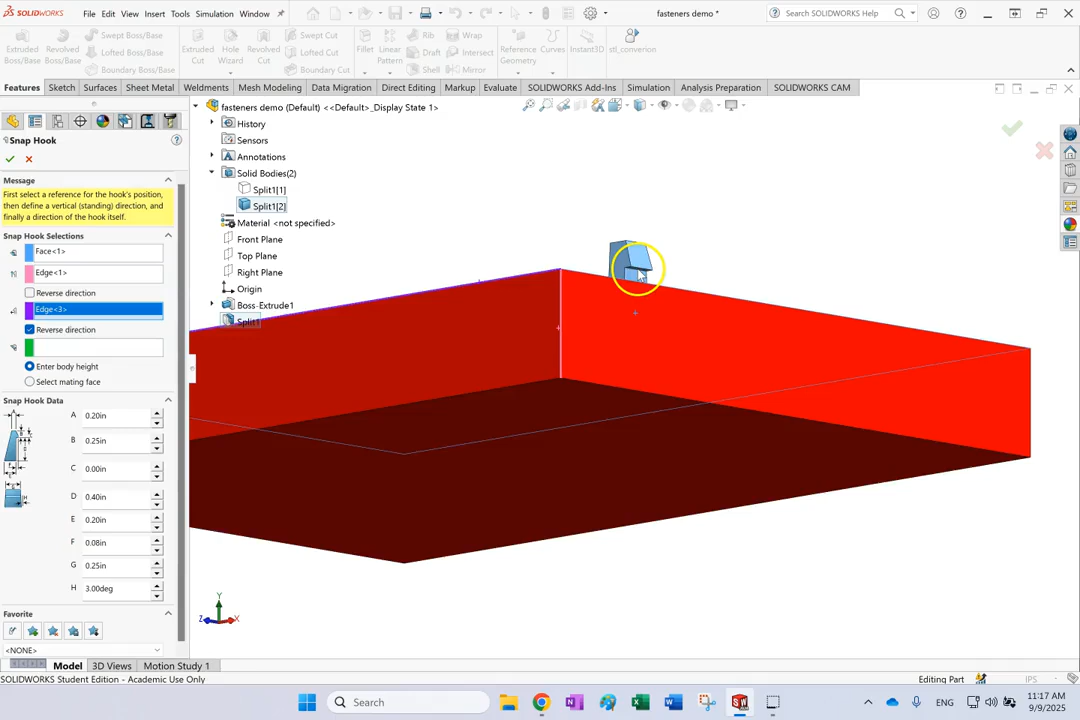 SOLIDWORKS File Edit View Insert Tools Simulation Window fasteners demo * Search SOLIDWORKS Help
Extruded Boss/Base Revolved Boss/Base Swept Boss/Base Lofted Boss/Base Boundary Boss/Base Extruded Cut Hole Wizard Revolved Cut Swept Cut Lofted Cut Boundary Cut Fillet Linear Pattern Rib Draft Shell Wrap Intersect Mirror Reference Geometry Curves Instant3D stl_converion
Features Sketch Surfaces Sheet Metal Weldments Mesh Modeling Data Migration Direct Editing Markup Evaluate SOLIDWORKS Add-Ins Simulation Analysis Preparation SOLIDWORKS CAM
Snap Hook
Message
First select a reference for the hook's position,
then define a vertical (standing) direction, and
finally a direction of the hook itself.
Snap Hook Selections
Face<1>
Edge<1>
Reverse direction
Edge<3>
Reverse direction
Enter body height
Select mating face
Snap Hook Data
A 0.20in
B 0.25in
C 0.00in
D 0.40in
E 0.20in
F 0.08in
G 0.25in
H 3.00deg
Favorite
<NONE>
fasteners demo (Default) <<Default>_Display State 1>
History
Sensors
Annotations
Solid Bodies(2)
Split1[1]
Split1[2]
Material <not specified>
Front Plane
Top Plane
Right Plane
Origin
Boss-Extrude1
Split1
Y
Z X
Model 3D Views Motion Study 1
SOLIDWORKS Student Edition - Academic Use Only Editing Part IPS
Search ENG 11:17 AM
9/9/2025